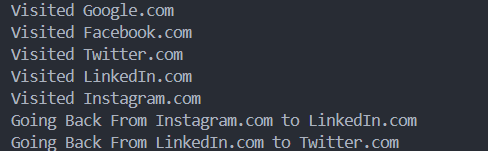 Visited Google.com
Visited Facebook.com
Visited Twitter.com
Visited LinkedIn.com
Visited Instagram.com
Going Back From Instagram.com to LinkedIn.com
Going Back From LinkedIn.com to Twitter.com